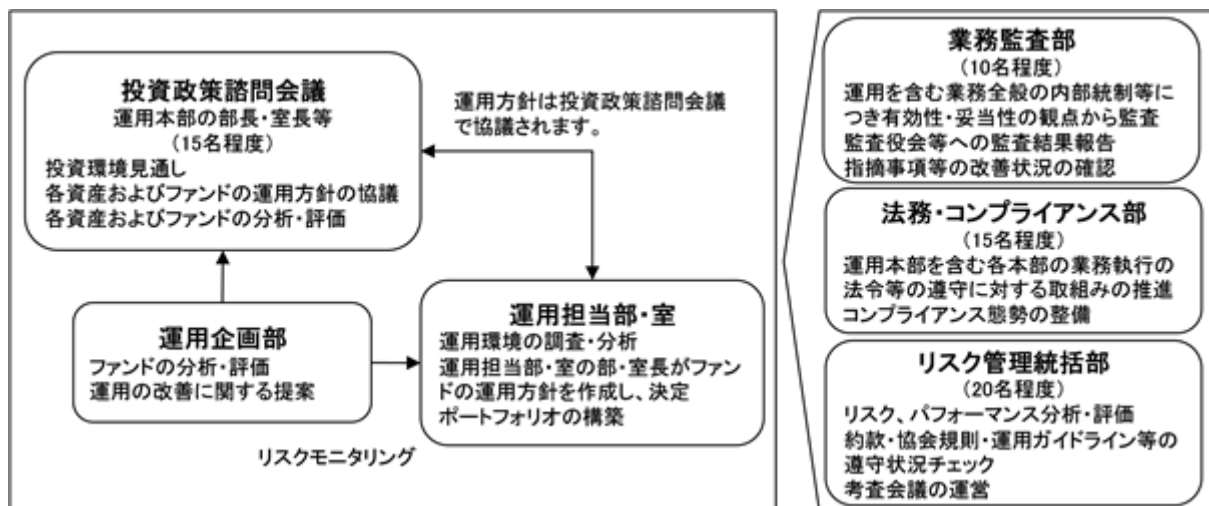 投資政策諮問会議
運用本部の部長・室長等
(15名程度)
投資環境見通し
各資産およびファンドの運用方針の協議
各資産およびファンドの分析・評価
運用方針は投資政策諮問会議
で協議されます。
運用企画部
ファンドの分析・評価
運用の改善に関する提案
運用担当部・室
運用環境の調査・分析
運用担当部・室の部・室長がファン
ドの運用方針を作成し、決定
ポートフォリオの構築
リスクモニタリング
業務監査部
(10名程度)
運用を含む業務全般の内部統制等に
つき有効性・妥当性の観点から監査
監査役会等への監査結果報告
指摘事項等の改善状況の確認
法務・コンプライアンス部
(15名程度)
運用本部を含む各本部の業務執行の
法令等の遵守に対する取組みの推進
コンプライアンス態勢の整備
リスク管理統括部
(20名程度)
リスク、パフォーマンス分析・評価
約款・協会規則・運用ガイドライン等の
遵守状況チェック
考査会議の運営